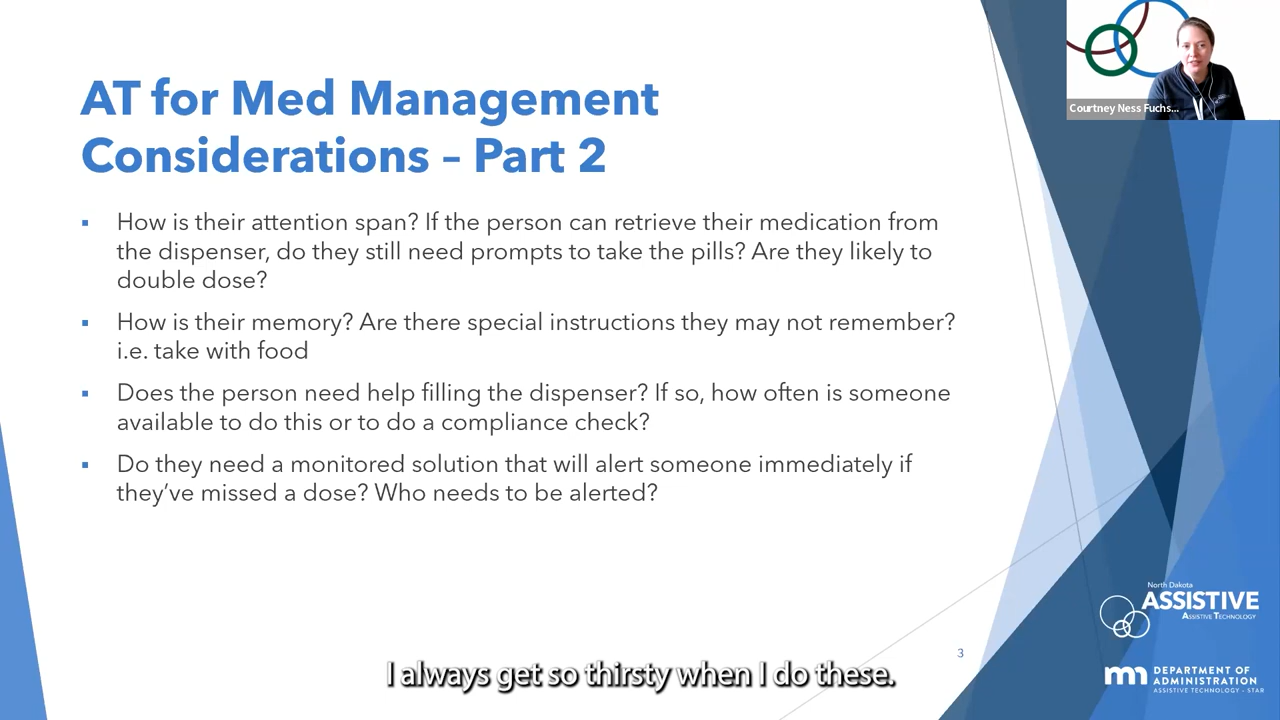 Courtney Ness Fuchs...
AT for Med Management
Considerations – Part 2
▪ How is their attention span? If the person can retrieve their medication from
the dispenser, do they still need prompts to take the pills? Are they likely to
double dose?
▪ How is their memory? Are there special instructions they may not remember?
i.e. take with food
▪ Does the person need help filling the dispenser? If so, how often is someone
available to do this or to do a compliance check?
▪ Do they need a monitored solution that will alert someone immediately if
they’ve missed a dose? Who needs to be alerted?
North Dakota
ASSISTIVE
ASSISTIVE TECHNOLOGY
3
I always get so thirsty when I do these.
mn DEPARTMENT OF
ADMINISTRATION
ASSISTIVE TECHNOLOGY - STAR